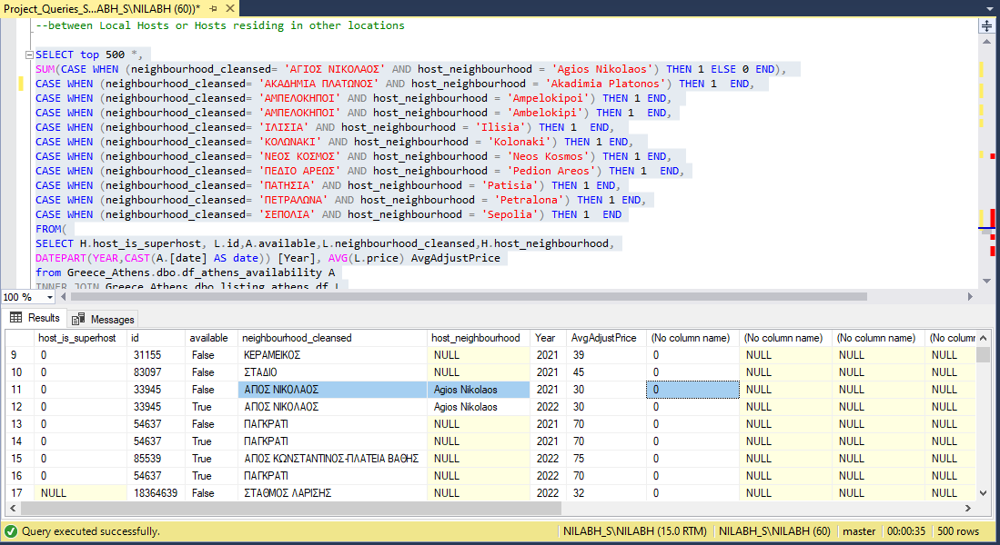 Project_Queries_S...ABH_S\NILABH (60))*
--between Local Hosts or Hosts residing in other locations
SELECT top 500 *,
SUM(CASE WHEN (neighbourhood_cleansed= 'ΑΓΙΟΣ ΝΙΚΟΛΑΟΣ' AND host_neighbourhood = 'Agios Nikolaos') THEN 1 ELSE 0 END),
CASE WHEN (neighbourhood_cleansed= 'ΑΚΑΔΗΜΙΑ ΠΛΑΤΩΝΟΣ' AND host_neighbourhood = 'Akadimia Platonos') THEN 1  END,
CASE WHEN (neighbourhood_cleansed= 'ΑΜΠΕΛΟΚΗΠΟΙ' AND host_neighbourhood = 'Ampelokipoi') THEN 1 END,
CASE WHEN (neighbourhood_cleansed= 'ΑΜΠΕΛΟΚΗΠΟΙ' AND host_neighbourhood = 'Ambelokipi') THEN 1  END,
CASE WHEN (neighbourhood_cleansed= 'ΙΛΙΣΙΑ' AND host_neighbourhood = 'Ilisia') THEN 1  END,
CASE WHEN (neighbourhood_cleansed= 'ΚΟΛΩΝΑΚΙ' AND host_neighbourhood = 'Kolonaki') THEN 1 END,
CASE WHEN (neighbourhood_cleansed= 'ΝΕΟΣ ΚΟΣΜΟΣ' AND host_neighbourhood = 'Neos Kosmos') THEN 1 END,
CASE WHEN (neighbourhood_cleansed= 'ΠΕΔΙΟ ΑΡΕΩΣ' AND host_neighbourhood = 'Pedion Areos') THEN 1  END,
CASE WHEN (neighbourhood_cleansed= 'ΠΑΤΗΣΙΑ' AND host_neighbourhood = 'Patisia') THEN 1 END,
CASE WHEN (neighbourhood_cleansed= 'ΠΕΤΡΑΛΩΝΑ' AND host_neighbourhood = 'Petralona') THEN 1 END,
CASE WHEN (neighbourhood_cleansed= 'ΣΕΠΟΛΙΑ' AND host_neighbourhood = 'Sepolia') THEN 1  END
FROM(
SELECT H.host_is_superhost, L.id,A.available,L.neighbourhood_cleansed,H.host_neighbourhood,
DATEPART(YEAR,CAST(A.[date] AS date)) [Year], AVG(L.price) AvgAdjustPrice
from Greece_Athens.dbo.df_athens_availability A
INNER JOIN Greece_Athens.dbo.listing_athens_df L
100 %
Results Messages
host_is_superhost id available neighbourhood_cleansed host_neighbourhood Year AvgAdjustPrice (No column name) (No column name) (No column name) (No colum
9 0 31155 False ΚΕΡΑΜΕΙΚΟΣ NULL 2021 39 0 NULL NULL NULL
10 0 83097 False ΣΤΑΔΙΟ NULL 2021 45 0 NULL NULL NULL
11 0 33945 False ΑΓΙΟΣ ΝΙΚΟΛΑΟΣ Agios Nikolaos 2021 30 0 NULL NULL NULL
12 0 33945 True ΑΓΙΟΣ ΝΙΚΟΛΑΟΣ Agios Nikolaos 2022 30 0 NULL NULL NULL
13 0 54637 False ΠΑΓΚΡΑΤΙ NULL 2021 70 0 NULL NULL NULL
14 0 54637 True ΠΑΓΚΡΑΤΙ NULL 2021 70 0 NULL NULL NULL
15 0 85539 True ΑΓΙΟΣ ΚΩΝΣΤΑΝΤΙΝΟΣ-ΠΛΑΤΕΙΑ ΒΑΘΗΣ NULL 2022 75 0 NULL NULL NULL
16 0 54637 True ΠΑΓΚΡΑΤΙ NULL 2022 70 0 NULL NULL NULL
17 NULL 18364639 False ΣΤΑΘΜΟΣ ΛΑΡΙΣΗΣ NULL 2022 32 0 NULL NULL NULL
Query executed successfully. NILABH_S\NILABH (15.0 RTM) NILABH_S\NILABH (60) master 00:00:35 500 rows